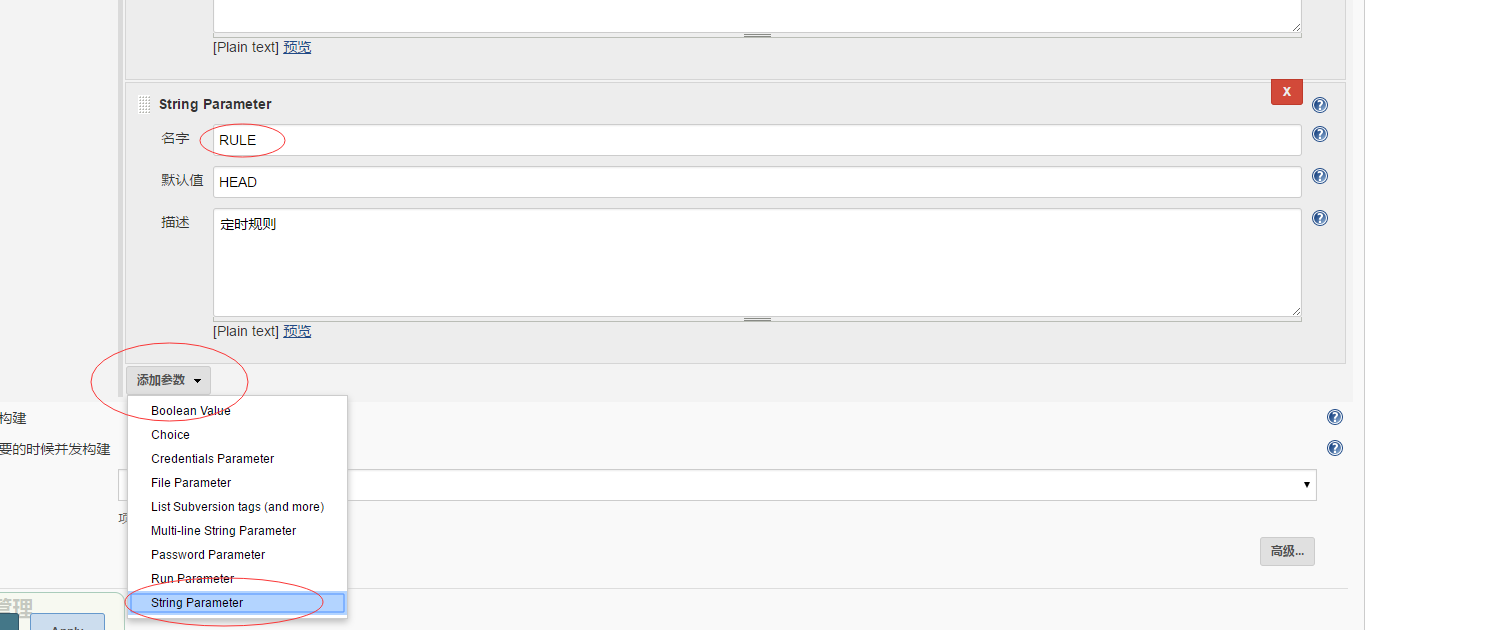 [Plain text] 预览
String Parameter
X
名字
RULE
默认值
HEAD
描述
定时规则
[Plain text] 预览
添加参数
Boolean Value
Choice
Credentials Parameter
File Parameter
List Subversion tags (and more)
Multi-line String Parameter
Password Parameter
Run Parameter
String Parameter
构建
要的时候并发构建
高级...
管理
Apply